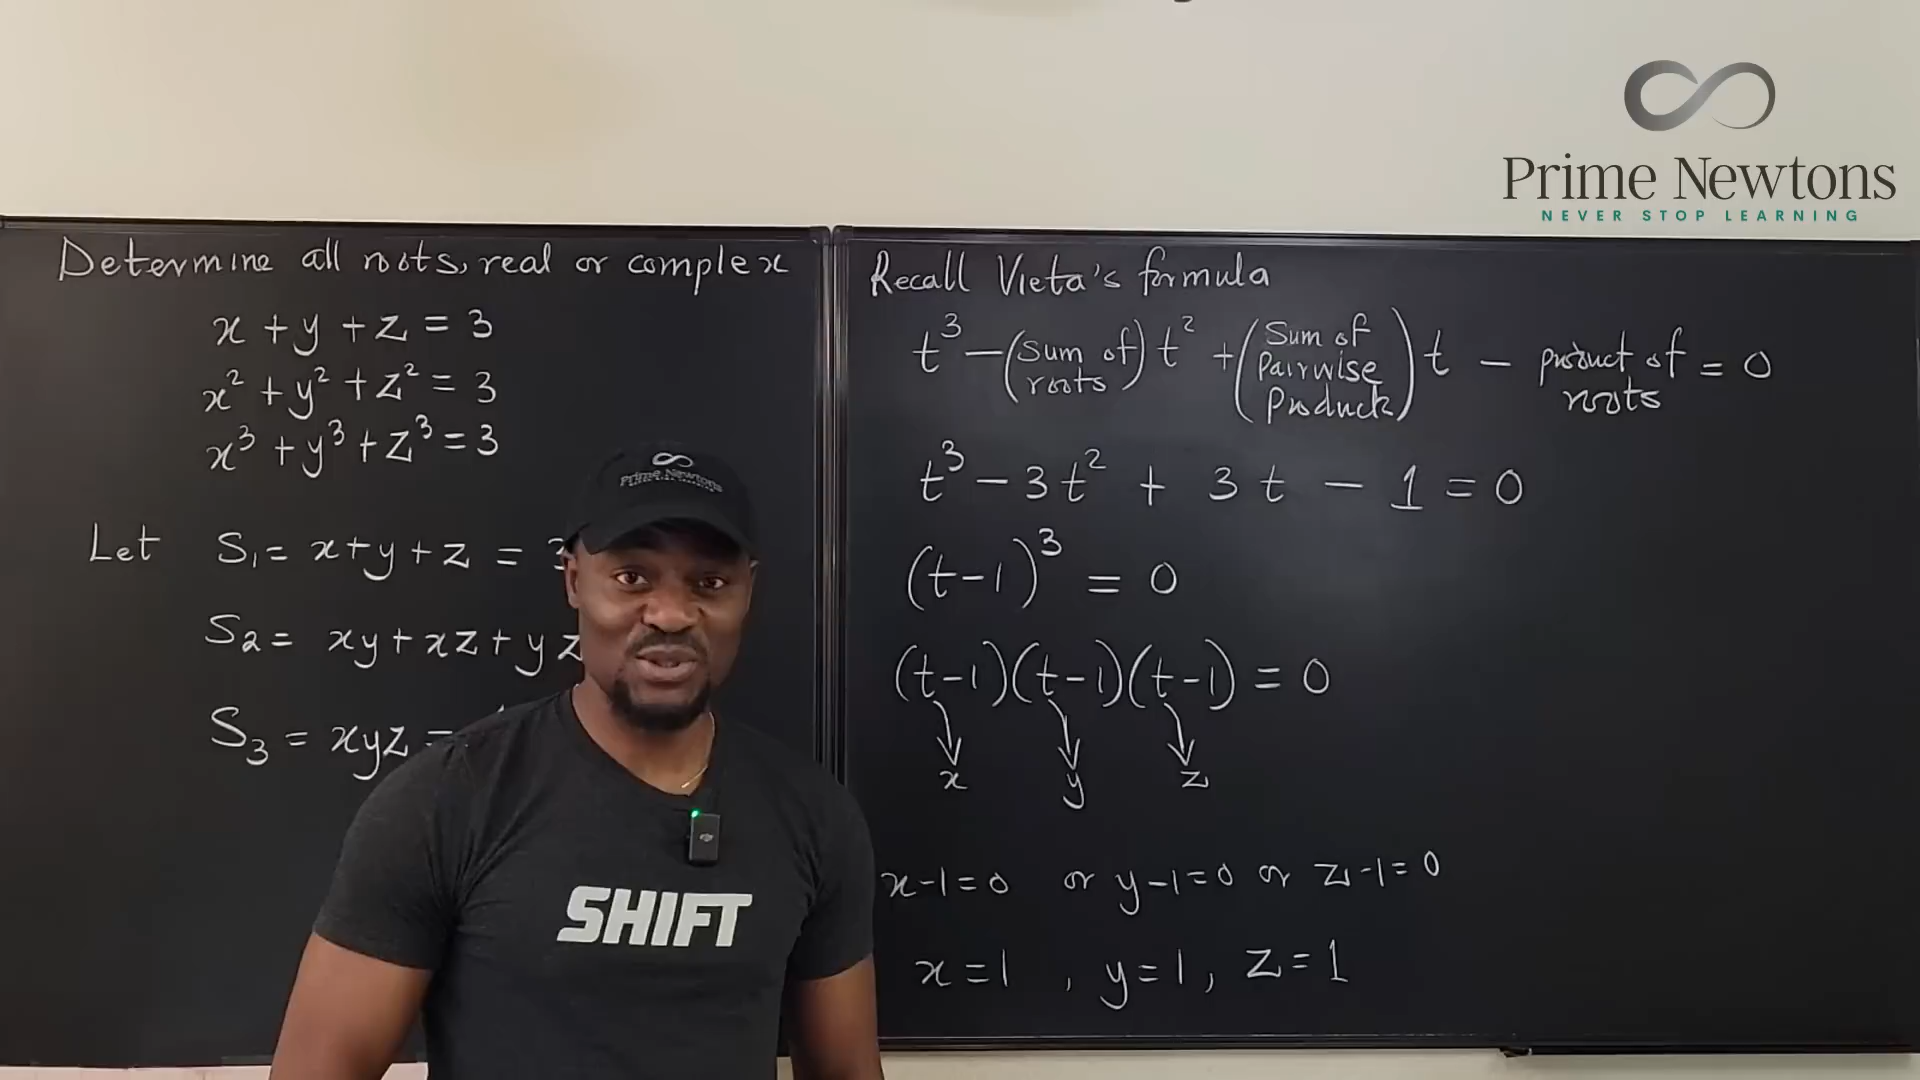 Prime Newtons
NEVER STOP LEARNING
Determine all roots, real or complex
x + y + z = 3
x² + y² + z² = 3
x³ + y³ + z³ = 3
Let S₁ = x+y+z = 3
S₂ = xy+xz+yz
S₃ = xyz =
Recall Vieta's formula
t³ - (sum of roots) t² + (Sum of Pairwise Product) t - product of roots = 0
t³ - 3t² + 3t - 1 = 0
(t-1)³ = 0
(t-1)(t-1)(t-1) = 0
x y z
x-1=0 or y-1=0 or z-1=0
x=1, y=1, z=1
Prime Newtons
SHIFT